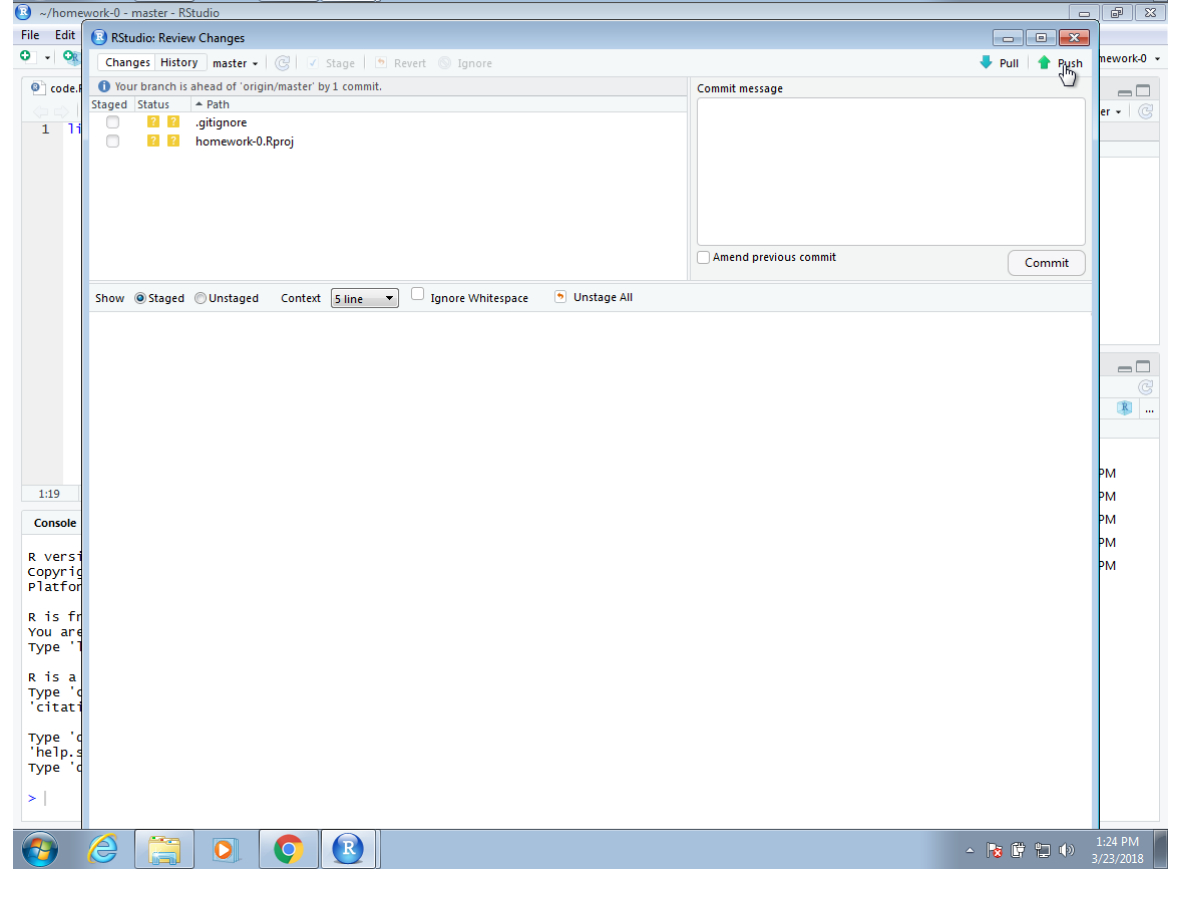 ~/homework-0 - master - RStudio
File Edit
RStudio: Review Changes
Changes History master Stage Revert Ignore Pull Push
mework-0
code.R
Your branch is ahead of 'origin/master' by 1 commit.
Commit message
Staged Status Path
.gitignore
homework-0.Rproj
er
1 li
Amend previous commit
Commit
Show Staged Unstaged Context 5 line Ignore Whitespace Unstage All
...
PM
PM
PM
PM
PM
1:19
Console
R versi
Copyrig
Platfor
R is fr
You are
Type 'l
R is a
Type 'c
'citati
Type 'd
'help.s
Type 'q
>
1:24 PM
3/23/2018